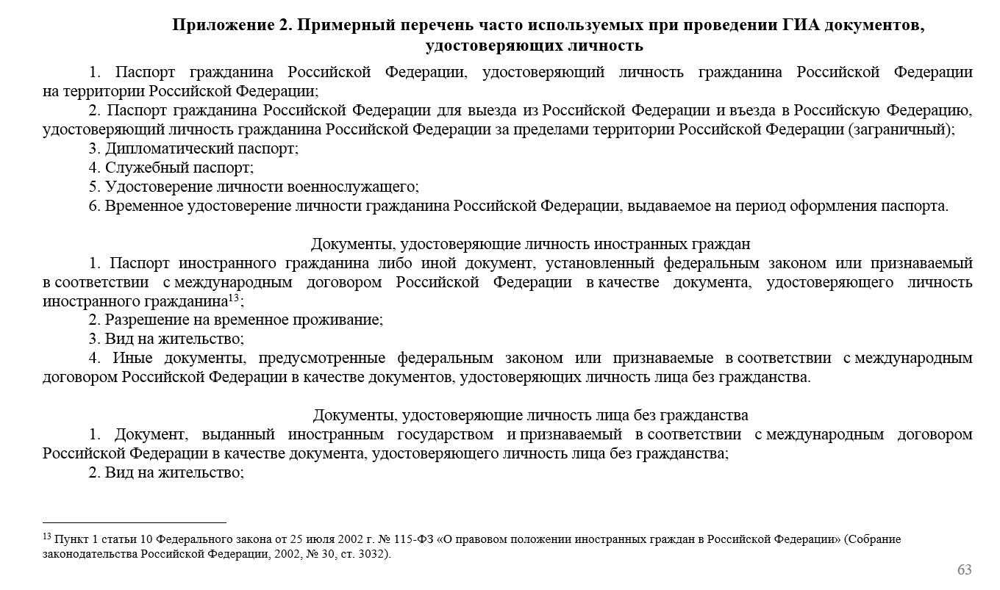 Приложение 2. Примерный перечень часто используемых при проведении ГИА документов,
удостоверяющих личность
1. Паспорт гражданина Российской Федерации, удостоверяющий личность гражданина Российской Федерации
на территории Российской Федерации;
2. Паспорт гражданина Российской Федерации для выезда из Российской Федерации и въезда в Российскую Федерацию,
удостоверяющий личность гражданина Российской Федерации за пределами территории Российской Федерации (заграничный);
3. Дипломатический паспорт;
4. Служебный паспорт;
5. Удостоверение личности военнослужащего;
6. Временное удостоверение личности гражданина Российской Федерации, выдаваемое на период оформления паспорта.
Документы, удостоверяющие личность иностранных граждан
1. Паспорт иностранного гражданина либо иной документ, установленный федеральным законом или признаваемый
в соответствии с международным договором Российской Федерации в качестве документа, удостоверяющего личность
иностранного гражданина¹³;
2. Разрешение на временное проживание;
3. Вид на жительство;
4. Иные документы, предусмотренные федеральным законом или признаваемые в соответствии с международным
договором Российской Федерации в качестве документов, удостоверяющих личность лица без гражданства.
Документы, удостоверяющие личность лица без гражданства
1. Документ, выданный иностранным государством и признаваемый в соответствии с международным договором
Российской Федерации в качестве документа, удостоверяющего личность лица без гражданства;
2. Вид на жительство;
¹³ Пункт 1 статьи 10 Федерального закона от 25 июля 2002 г. № 115-ФЗ «О правовом положении иностранных граждан в Российской Федерации» (Собрание
законодательства Российской Федерации, 2002, № 30, ст. 3032).
63